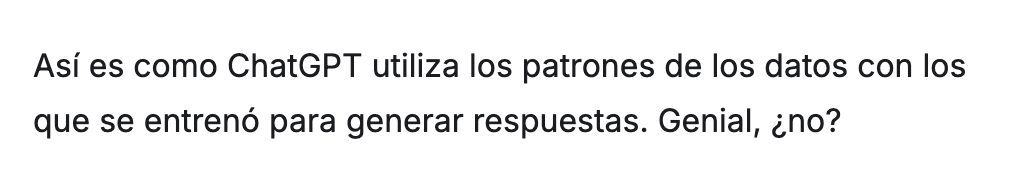 Así es como ChatGPT utiliza los patrones de los datos con los
que se entrenó para generar respuestas. Genial, ¿no?